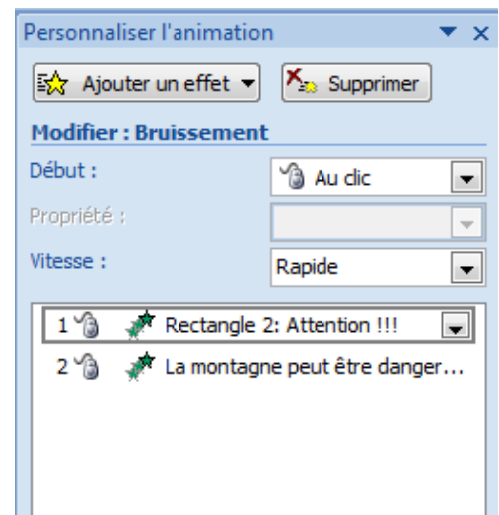 Personnaliser l'animation
Ajouter un effet Supprimer
Modifier : Bruissement
Début : Au clic
Propriété :
Vitesse : Rapide
1 Rectangle 2: Attention !!!
2 La montagne peut être danger...